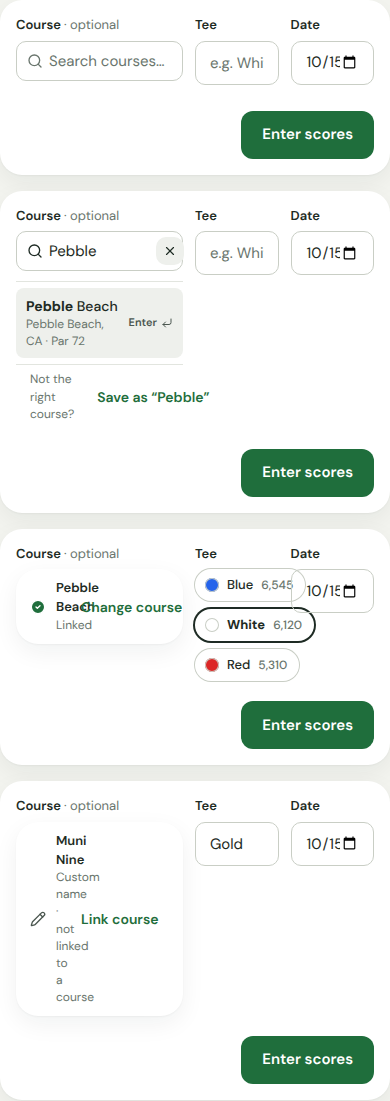 Course · optional
Tee
Date
Search courses...
e.g. Whi
10/15
Enter scores
Course · optional
Tee
Date
Pebble
e.g. Whi
10/15
Pebble Beach
Pebble Beach,
CA · Par 72
Enter
Not the
right
course?
Save as “Pebble”
Enter scores
Course · optional
Tee
Date
Pebble
Beach
Linked
Change course
Blue 6,545
White 6,120
Red 5,310
10/15
Enter scores
Course · optional
Tee
Date
Muni
Nine
Custom
name
·
not
linked
to
a
course
Link course
Gold
10/15
Enter scores